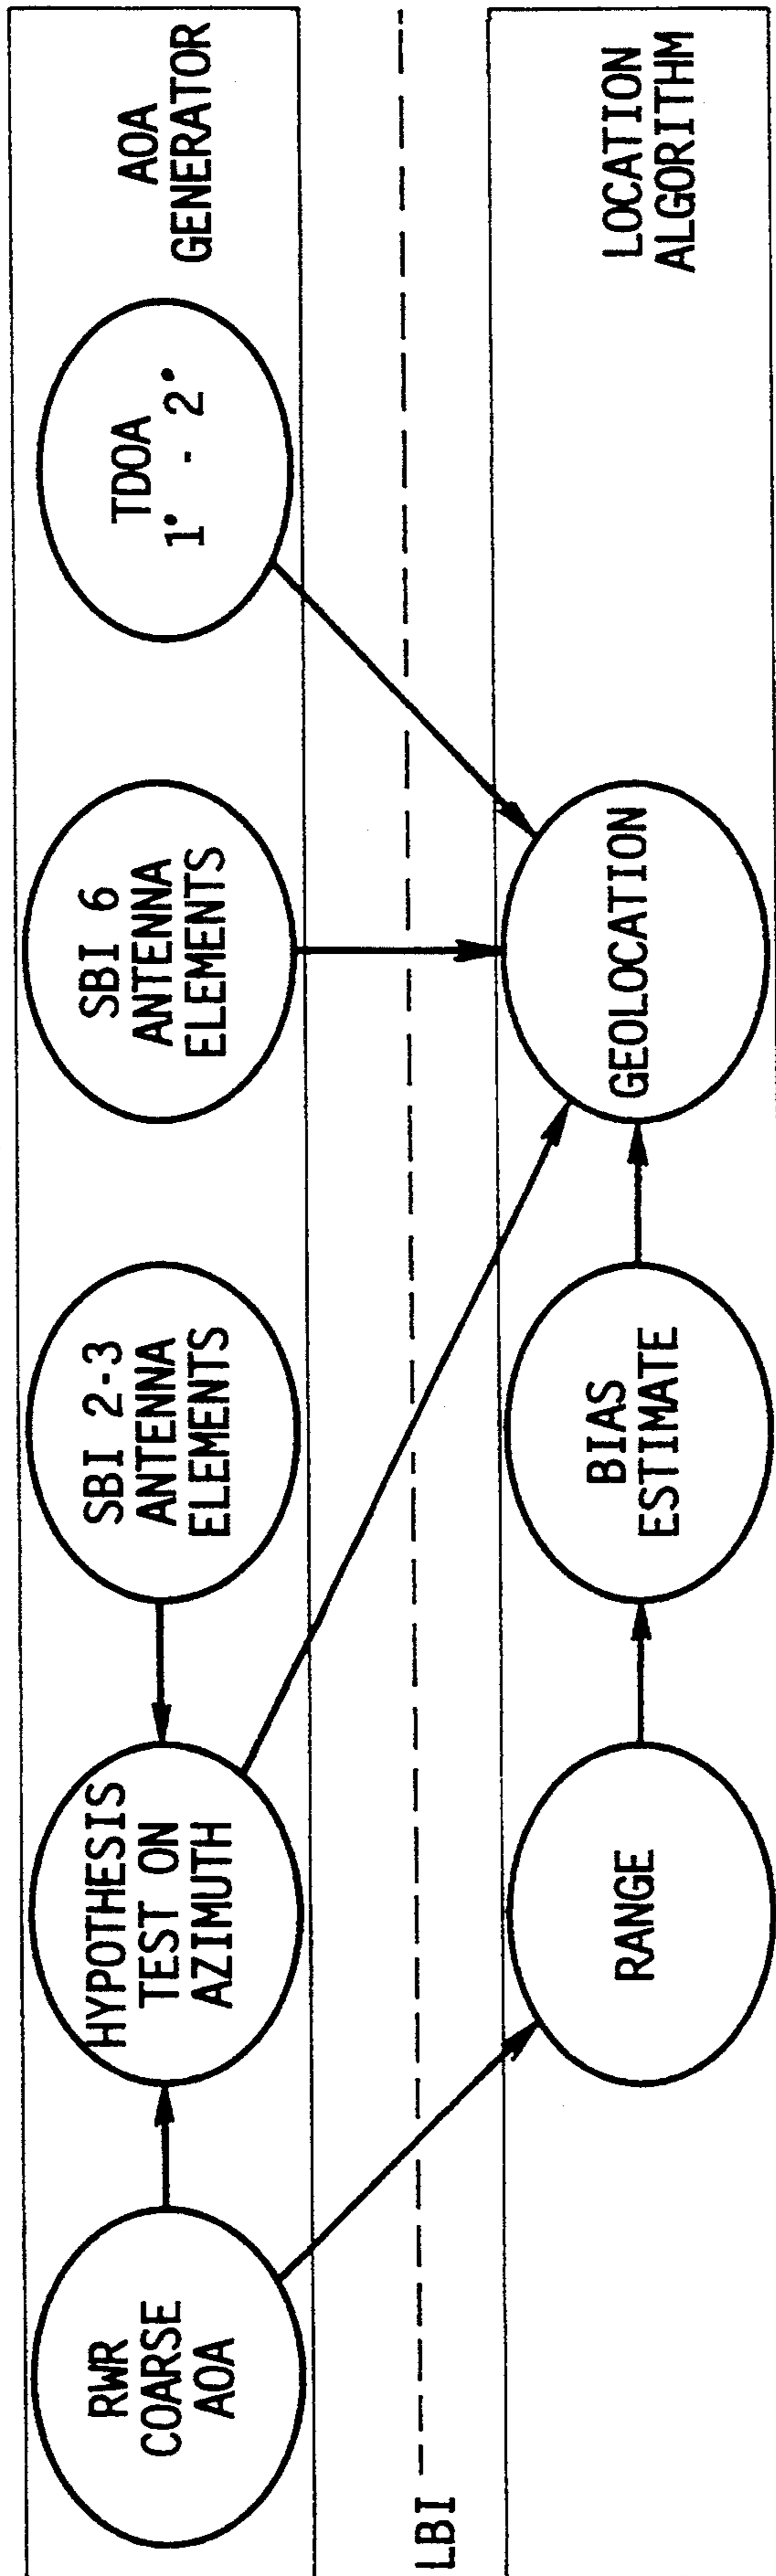 RWR
COARSE
AOA
HYPOTHESIS
TEST ON
AZIMUTH
SBI 2-3
ANTENNA
ELEMENTS
SBI 6
ANTENNA
ELEMENTS
TDOA
1° - 2°
AOA
GENERATOR
LBI
RANGE
BIAS
ESTIMATE
GEOLOCATION
LOCATION
ALGORITHM